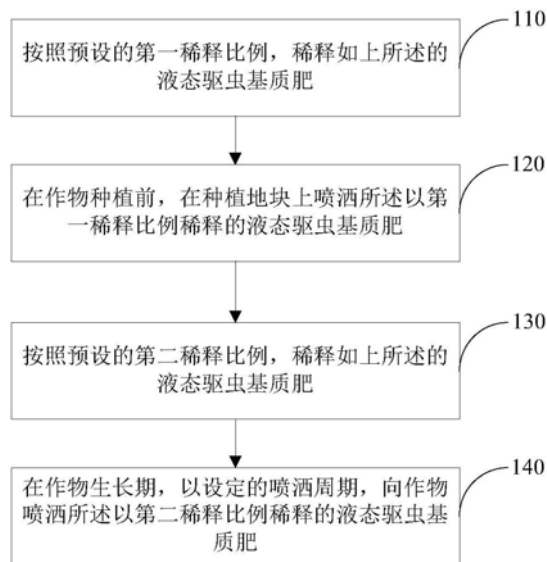 110
按照预设的第一稀释比例，稀释如上所述的
液态驱虫基质肥
120
在作物种植前，在种植地块上喷洒所述以第
一稀释比例稀释的液态驱虫基质肥
130
按照预设的第二稀释比例，稀释如上所述的
液态驱虫基质肥
140
在作物生长期，以设定的喷洒周期，向作物
喷洒所述以第二稀释比例稀释的液态驱虫基
质肥